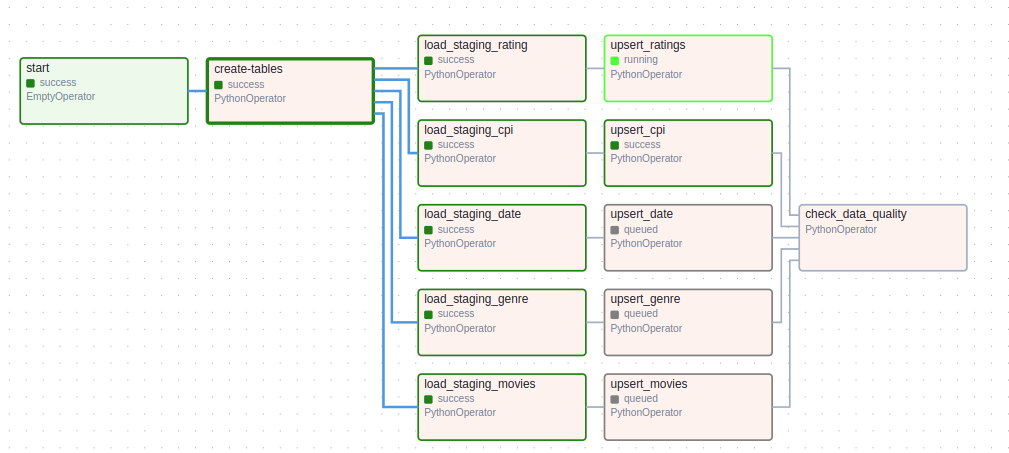 start
success
EmptyOperator
create-tables
success
PythonOperator
load_staging_rating
success
PythonOperator
upsert_ratings
running
PythonOperator
load_staging_cpi
success
PythonOperator
upsert_cpi
success
PythonOperator
load_staging_date
success
PythonOperator
upsert_date
queued
PythonOperator
check_data_quality
PythonOperator
load_staging_genre
success
PythonOperator
upsert_genre
queued
PythonOperator
load_staging_movies
success
PythonOperator
upsert_movies
queued
PythonOperator